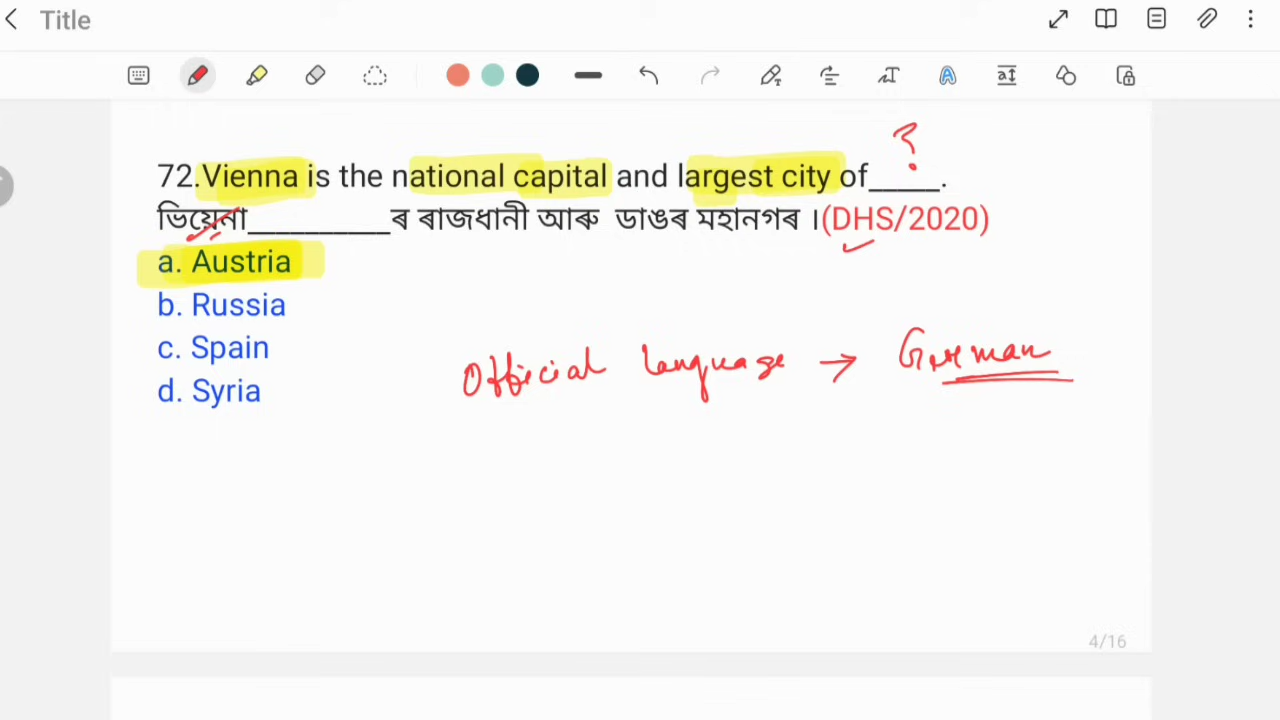 Title
?
72.Vienna is the national capital and largest city of_____.
ভিয়েনা__________ৰ ৰাজধানী আৰু ডাঙৰ মহানগৰ ।(DHS/2020)
a. Austria
b. Russia
c. Spain
d. Syria
Official language → German
4/16